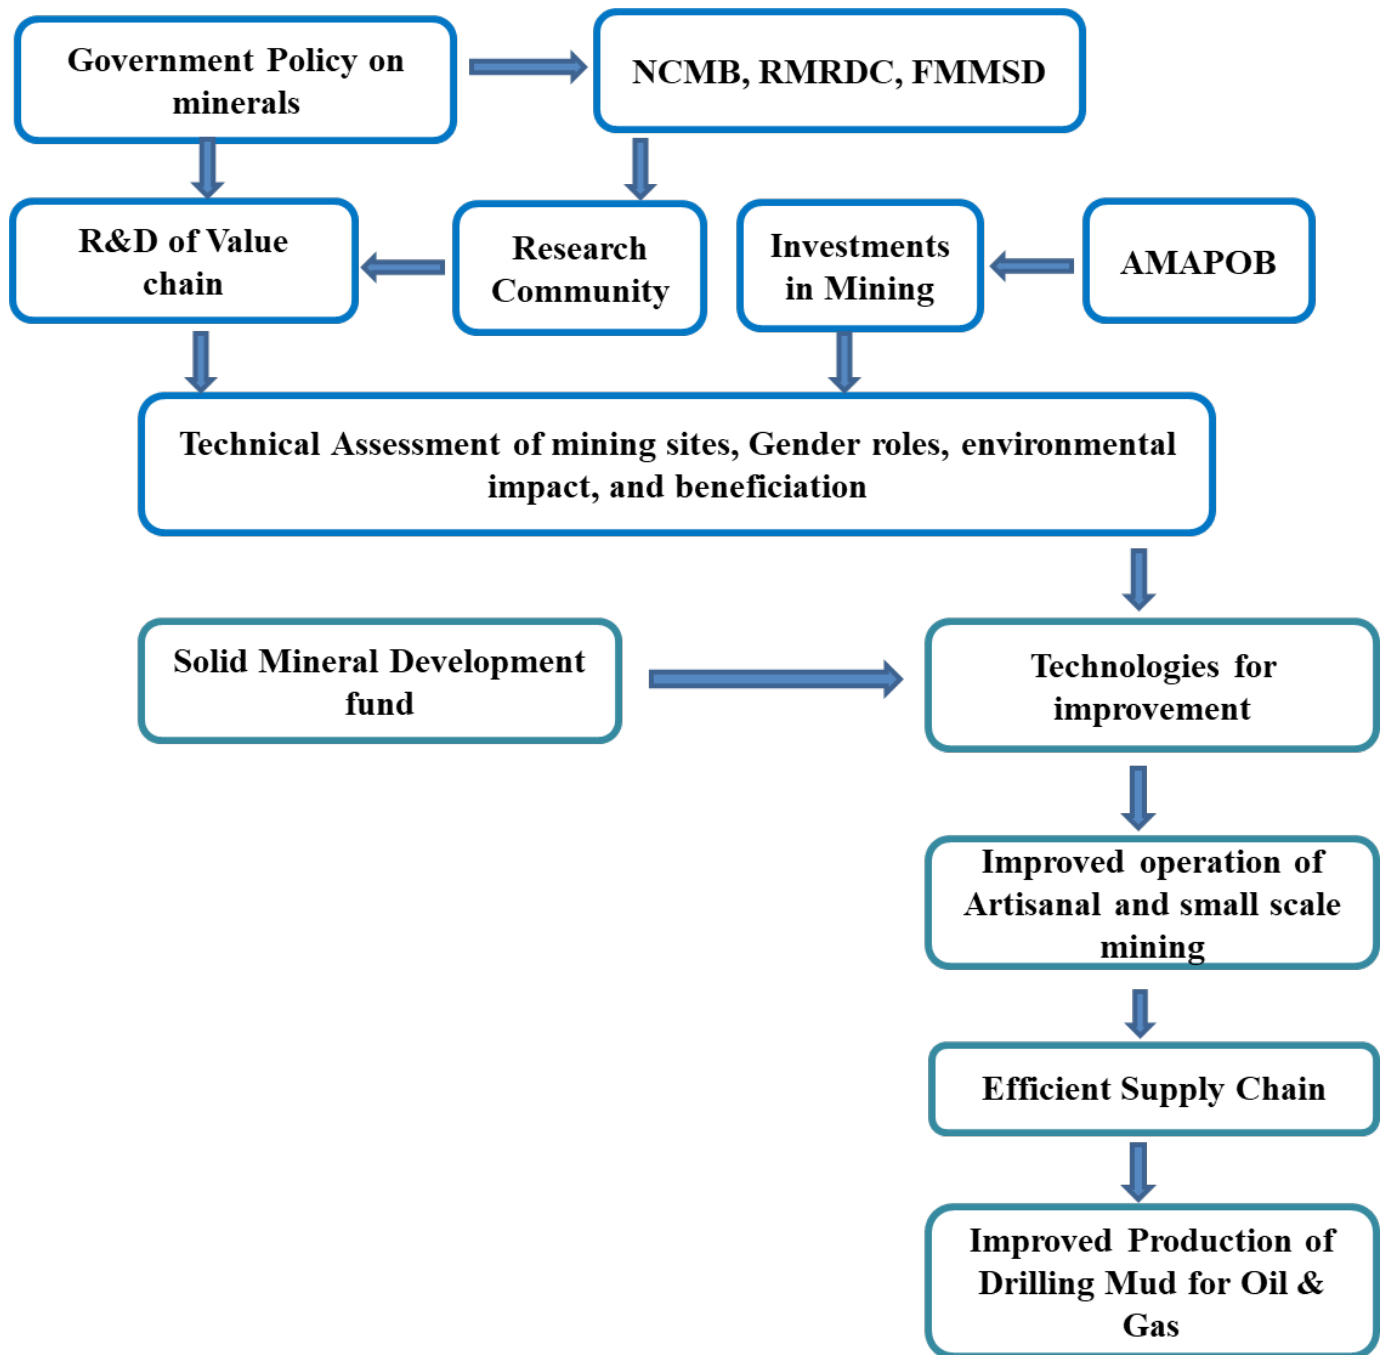 Government Policy on
minerals
NCMB, RMRDC, FMMSD
R&D of Value
chain
Research
Community
Investments
in Mining
AMAPOB
Technical Assessment of mining sites, Gender roles, environmental
impact, and beneficiation
Solid Mineral Development
fund
Technologies for
improvement
Improved operation of
Artisanal and small scale
mining
Efficient Supply Chain
Improved Production of
Drilling Mud for Oil &
Gas